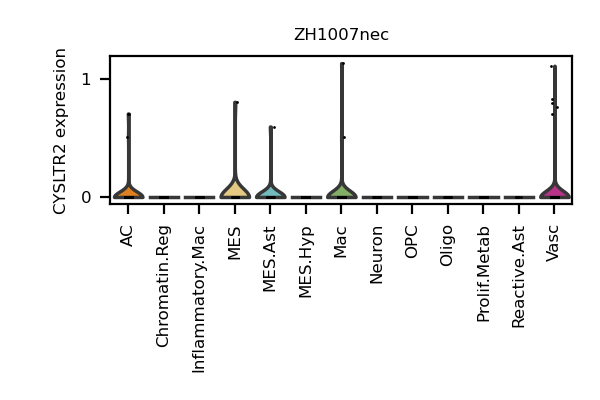 ZH1007nec
CYSLTR2 expression
1
0
AC
Chromatin.Reg
Inflammatory.Mac
MES
MES.Ast
MES.Hyp
Mac
Neuron
OPC
Oligo
Prolif.Metab
Reactive.Ast
Vasc